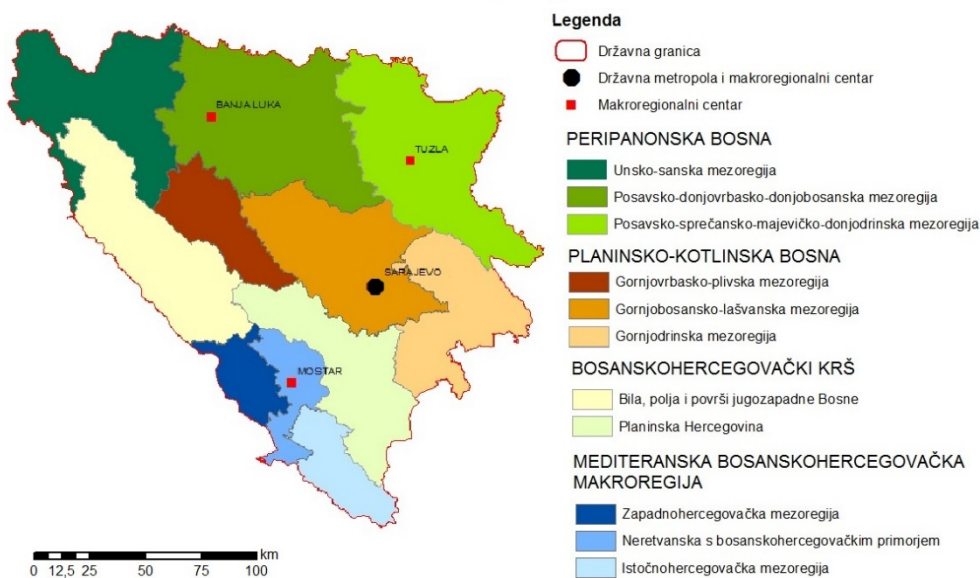 Legenda
Državna granica
Državna metropola i makroregionalni centar
Makroregionalni centar
PERIPANONSKA BOSNA
Unsko-sanska mezoregija
Posavsko-donjovrbasko-donjobosanska mezoregija
Posavsko-sprečansko-majevičko-donjodrinska mezoregija
PLANINSKO-KOTLINSKA BOSNA
Gornjovrbasko-plivska mezoregija
Gornjobosansko-lašvanska mezoregija
Gornjodrinska mezoregija
BOSANSKOHERCEGOVAČKI KRŠ
Bila, polja i površi jugozapadne Bosne
Planinska Hercegovina
MEDITERANSKA BOSANSKOHERCEGOVAČKA
MAKROREGIJA
Zapadnohercegovačka mezoregija
Neretvanska s bosanskohercegovačkim primorjem
Istočnohercegovačka mezoregija
BANJA LUKA
TUZLA
SARAJEVO
MOSTAR
km
0 12,5 25 50 75 100